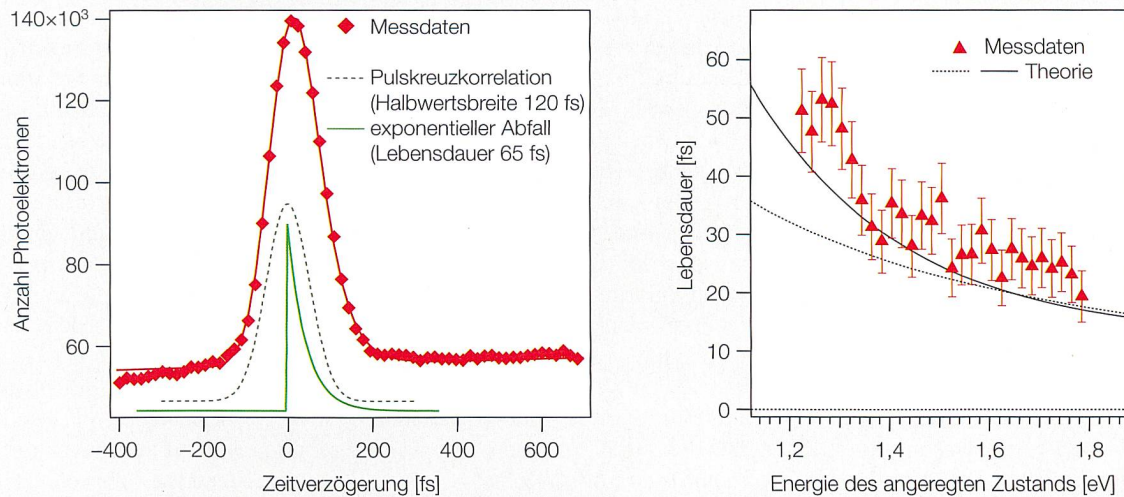 140×10³
120
100
80
60
Anzahl Photoelektronen
Messdaten
Pulskreuzkorrelation
(Halbwertsbreite 120 fs)
exponentieller Abfall
(Lebensdauer 65 fs)
−400 −200 0 200 400 600
Zeitverzögerung [fs]
60
50
40
30
20
10
0
Lebensdauer [fs]
Messdaten
Theorie
1,2 1,4 1,6 1,8
Energie des angeregten Zustands [eV]